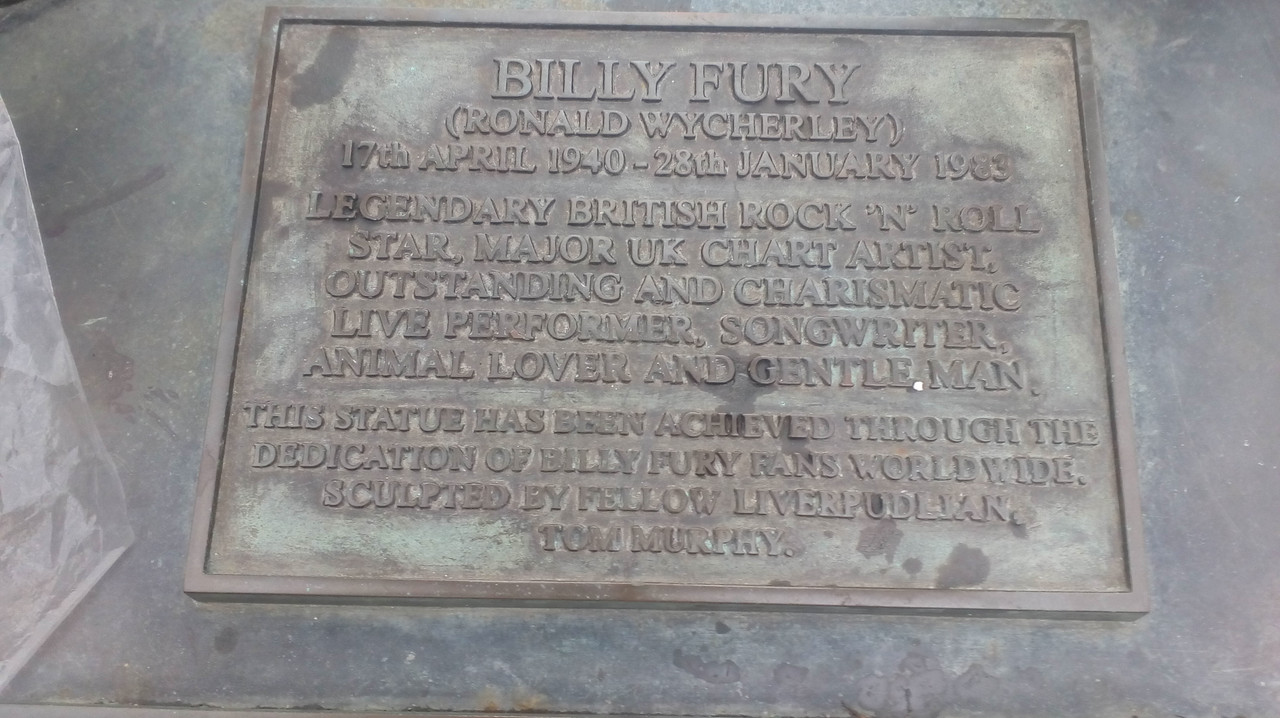 BILLY FURY
(RONALD WYCHERLEY)
17th APRIL 1940 - 28th JANUARY 1983
LEGENDARY BRITISH ROCK 'N' ROLL
STAR, MAJOR UK CHART ARTIST,
OUTSTANDING AND CHARISMATIC
LIVE PERFORMER, SONGWRITER,
ANIMAL LOVER AND GENTLE MAN.
THIS STATUE HAS BEEN ACHIEVED THROUGH THE
DEDICATION OF BILLY FURY FANS WORLDWIDE.
SCULPTED BY FELLOW LIVERPUDLIAN,
TOM MURPHY.